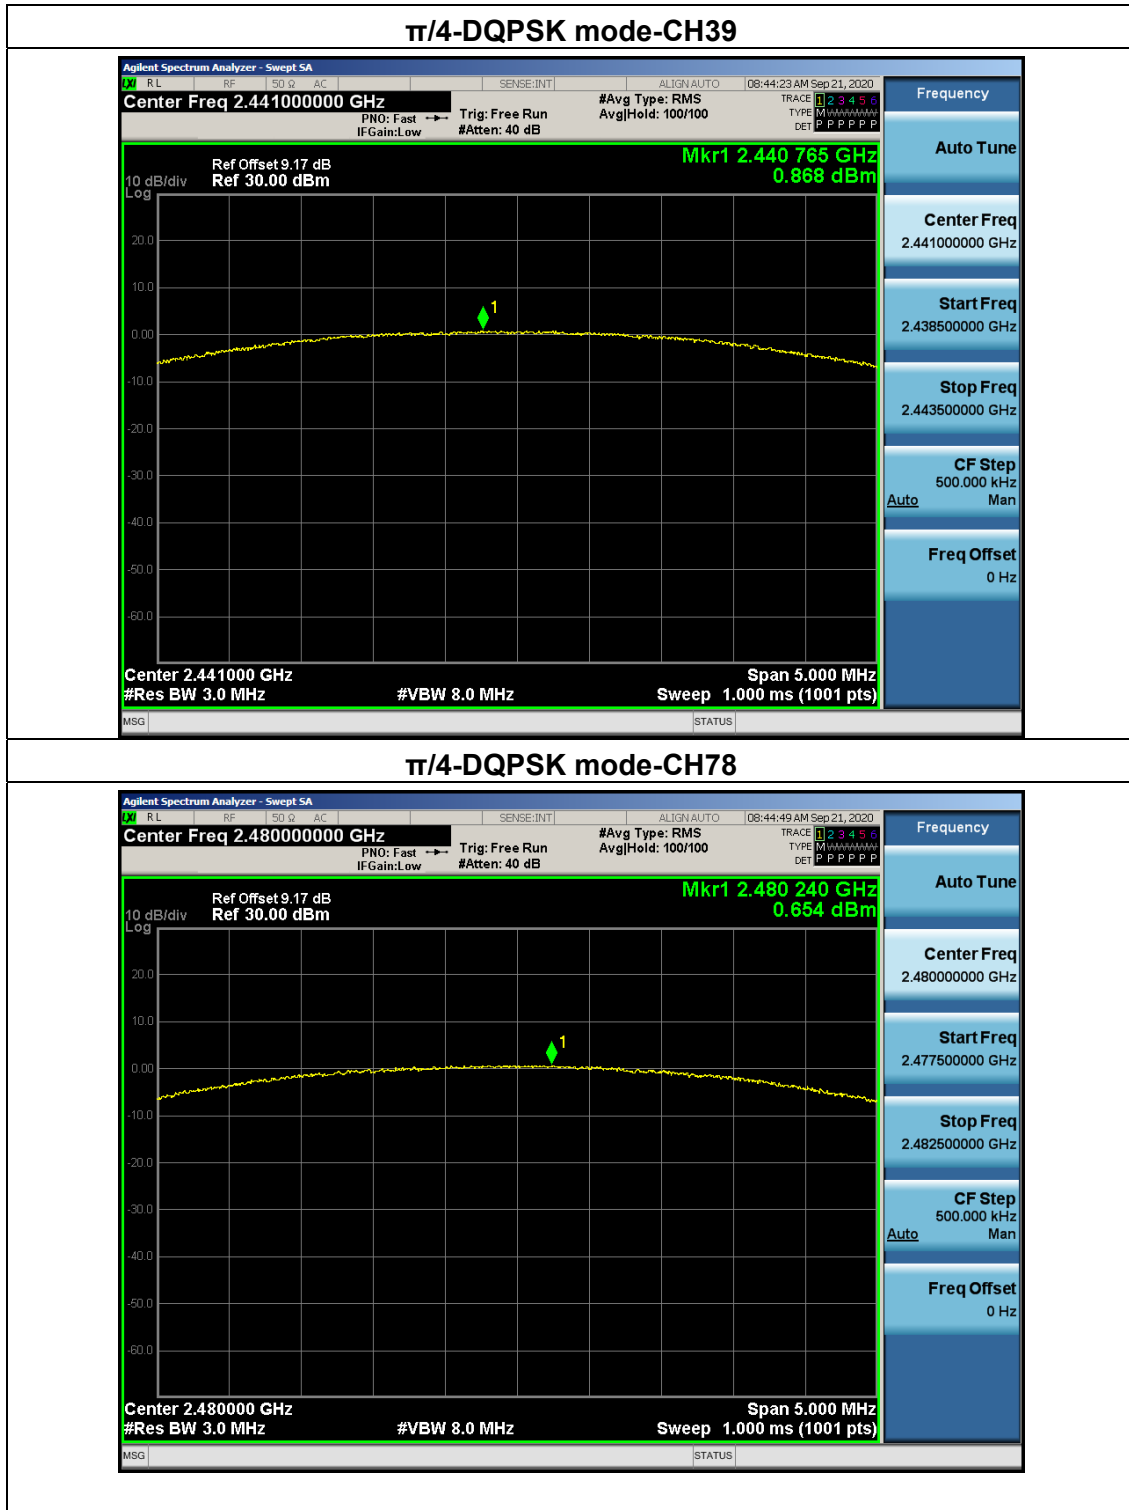 π/4-DQPSK mode-CH39
Agilent Spectrum Analyzer - Swept SA
LXI RL RF 50 Ω AC SENSE:INT ALIGN AUTO 08:44:23 AM Sep 21, 2020
Center Freq 2.441000000 GHz #Avg Type: RMS TRACE 1 2 3 4 5 6
PNO: Fast Trig: Free Run Avg|Hold: 100/100 TYPE M
IFGain:Low #Atten: 40 dB DET P P P P P P
Frequency
Mkr1 2.440 765 GHz
0.868 dBm
Ref Offset 9.17 dB
10 dB/div Ref 30.00 dBm
Log
20.0
10.0
0.00
-10.0
-20.0
-30.0
-40.0
-50.0
-60.0
1
Center 2.441000 GHz Span 5.000 MHz
#Res BW 3.0 MHz #VBW 8.0 MHz Sweep 1.000 ms (1001 pts)
MSG STATUS
Auto Tune
Center Freq
2.441000000 GHz
Start Freq
2.438500000 GHz
Stop Freq
2.443500000 GHz
CF Step
500.000 kHz
Auto Man
Freq Offset
0 Hz
π/4-DQPSK mode-CH78
Agilent Spectrum Analyzer - Swept SA
LXI RL RF 50 Ω AC SENSE:INT ALIGN AUTO 08:44:49 AM Sep 21, 2020
Center Freq 2.480000000 GHz #Avg Type: RMS TRACE 1 2 3 4 5 6
PNO: Fast Trig: Free Run Avg|Hold: 100/100 TYPE M
IFGain:Low #Atten: 40 dB DET P P P P P P
Frequency
Mkr1 2.480 240 GHz
0.654 dBm
Ref Offset 9.17 dB
10 dB/div Ref 30.00 dBm
Log
20.0
10.0
0.00
-10.0
-20.0
-30.0
-40.0
-50.0
-60.0
1
Center 2.480000 GHz Span 5.000 MHz
#Res BW 3.0 MHz #VBW 8.0 MHz Sweep 1.000 ms (1001 pts)
MSG STATUS
Auto Tune
Center Freq
2.480000000 GHz
Start Freq
2.477500000 GHz
Stop Freq
2.482500000 GHz
CF Step
500.000 kHz
Auto Man
Freq Offset
0 Hz